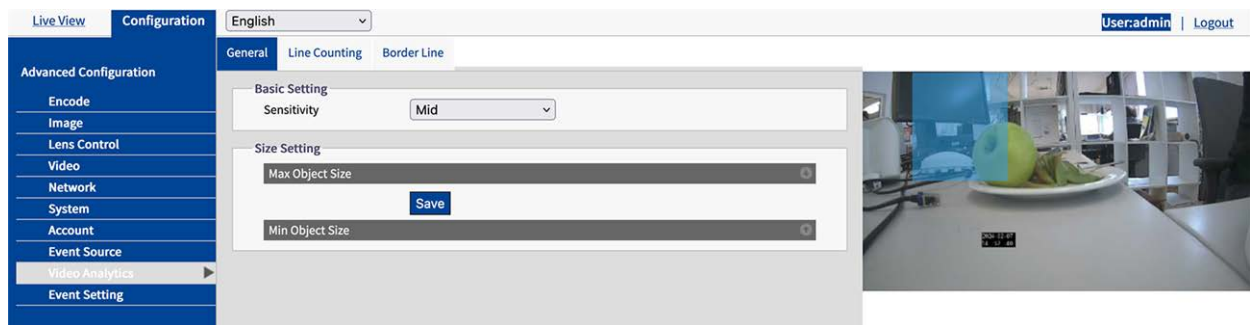 Live View Configuration English User:admin | Logout
General Line Counting Border Line
Advanced Configuration
Encode
Image
Lens Control
Video
Network
System
Account
Event Source
Video Analytics
Event Setting
Basic Setting
Sensitivity Mid
Size Setting
Max Object Size
Save
Min Object Size